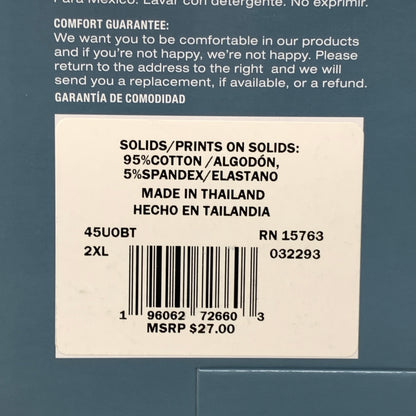 Para México. Lavar con detergente. No exprimir.
COMFORT GUARANTEE:
We want you to be comfortable in our products
and if you're not happy, we're not happy. Please
return to the address to the right and we will
send you a replacement, if available, or a refund.
GARANTÍA DE COMODIDAD
SOLIDS/PRINTS ON SOLIDS:
95%COTTON /ALGODÓN,
5%SPANDEX/ELASTANO
MADE IN THAILAND
HECHO EN TAILANDIA
45UOBT RN 15763
2XL 032293
1 96062 72660 3
MSRP $27.00